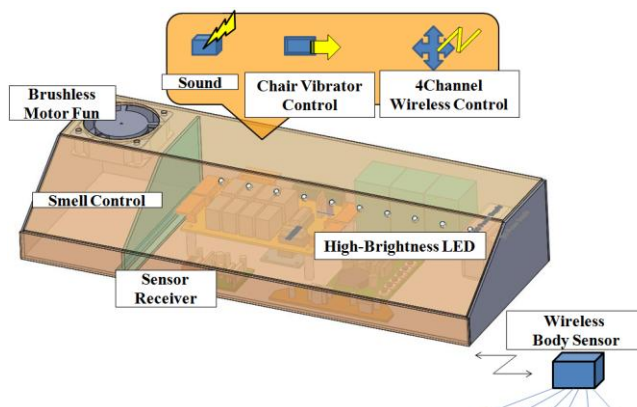 Sound
Chair Vibrator
Control
4Channel
Wireless Control
Brushless
Motor Fun
Smell Control
High-Brightness LED
Sensor
Receiver
Wireless
Body Sensor